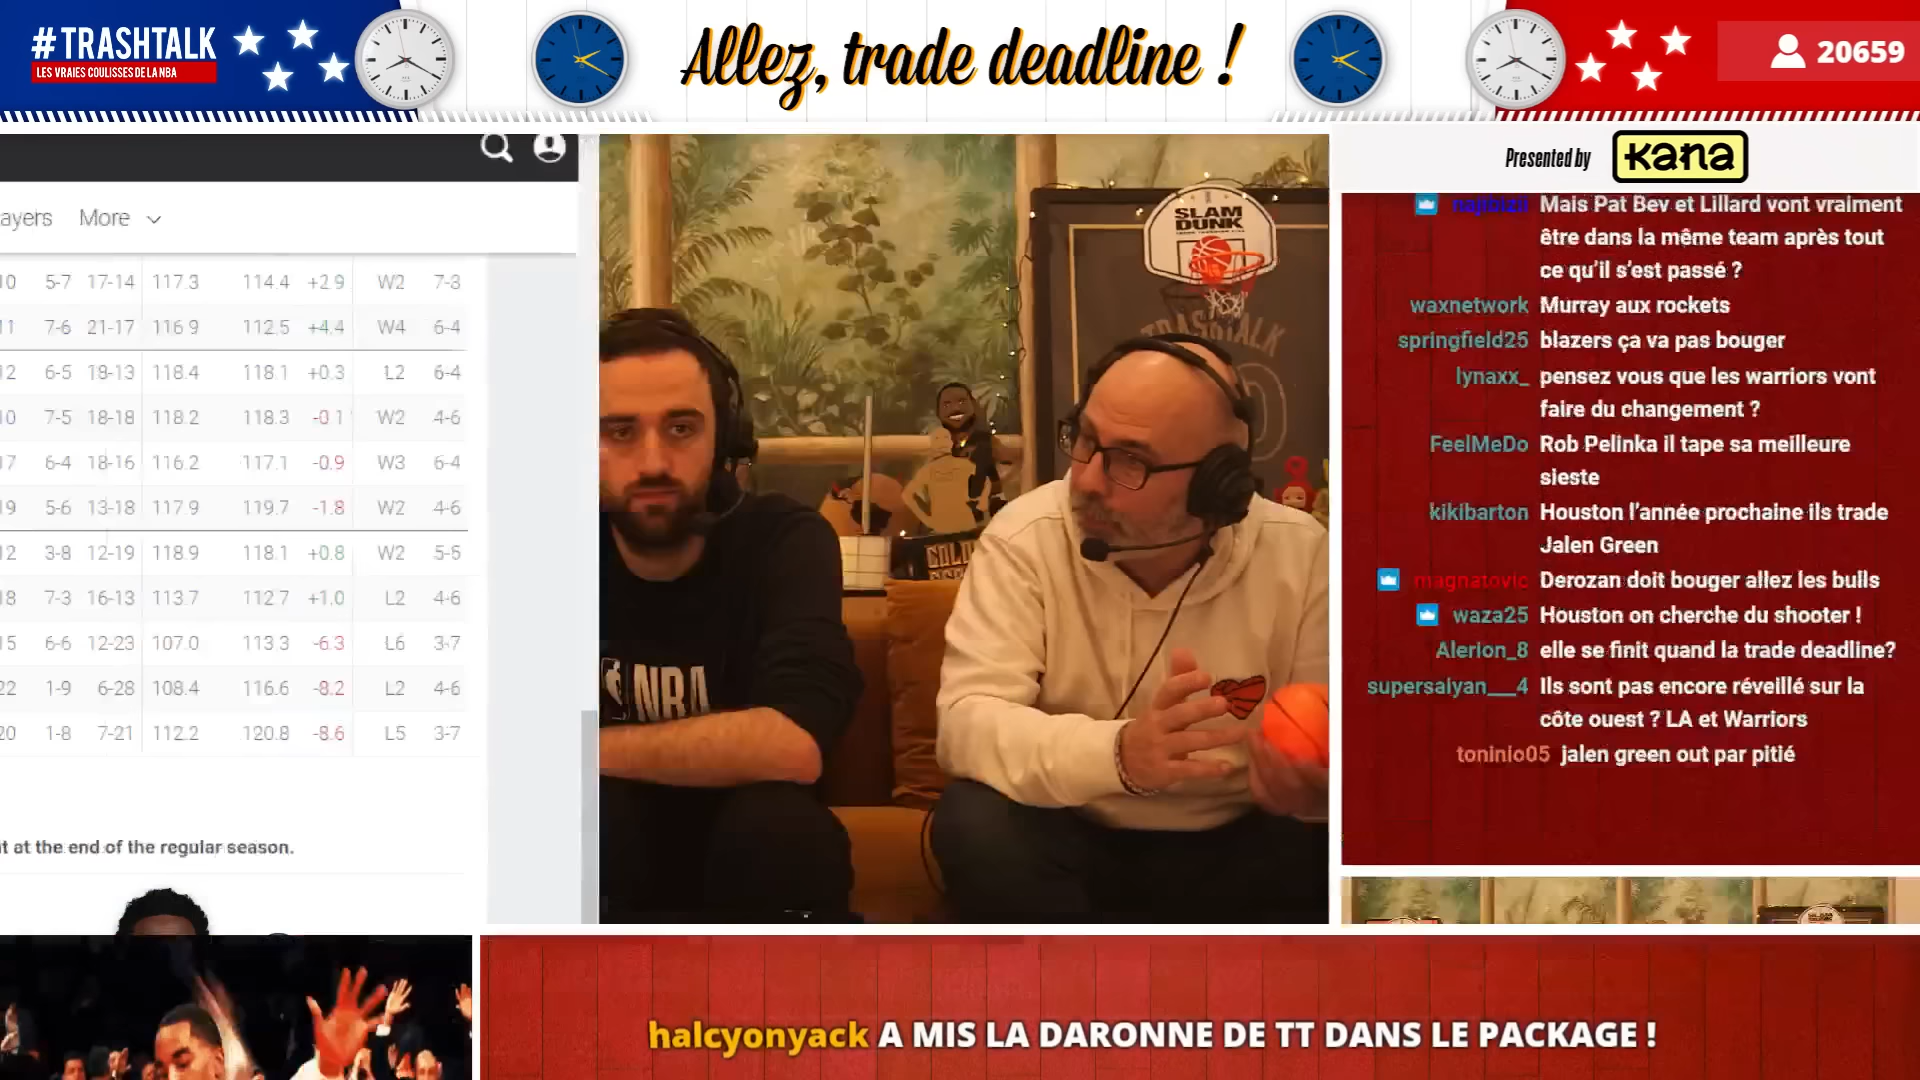 #TRASHTALK
LES VRAIES COULISSES DE LA NBA
Allez, trade deadline !
20659
ayers More
10 5-7 17-14 117.3 114.4 +2.9 W2 7-3
11 7-6 21-17 116.9 112.5 +4.4 W4 6-4
12 6-5 18-13 118.4 118.1 +0.3 L2 6-4
10 7-5 18-18 118.2 118.3 -0.1 W2 4-6
17 6-4 18-16 116.2 117.1 -0.9 W3 6-4
19 5-6 13-18 117.9 119.7 -1.8 W2 4-6
12 3-8 12-19 118.9 118.1 +0.8 W2 5-5
18 7-3 16-13 113.7 112.7 +1.0 L2 4-6
15 6-6 12-23 107.0 113.3 -6.3 L6 3-7
22 1-9 6-28 108.4 116.6 -8.2 L2 4-6
20 1-8 7-21 112.2 120.8 -8.6 L5 3-7
t at the end of the regular season.
SLAM
DUNK
TRASHTALK
NBA
Presented by kana
Mais Pat Bev et Lillard vont vraiment
être dans la même team après tout
ce qu'il s'est passé ?
waxnetwork Murray aux rockets
springfield25 blazers ça va pas bouger
lynaxx_ pensez vous que les warriors vont
faire du changement ?
FeelMeDo Rob Pelinka il tape sa meilleure
sieste
kikibarton Houston l'année prochaine ils trade
Jalen Green
magnatovic Derozan doit bouger allez les bulls
waza25 Houston on cherche du shooter !
Alerion_8 elle se finit quand la trade deadline?
supersaiyan___4 Ils sont pas encore réveillé sur la
côte ouest ? LA et Warriors
toninio05 jalen green out par pitié
halcyonyack A MIS LA DARONNE DE TT DANS LE PACKAGE !